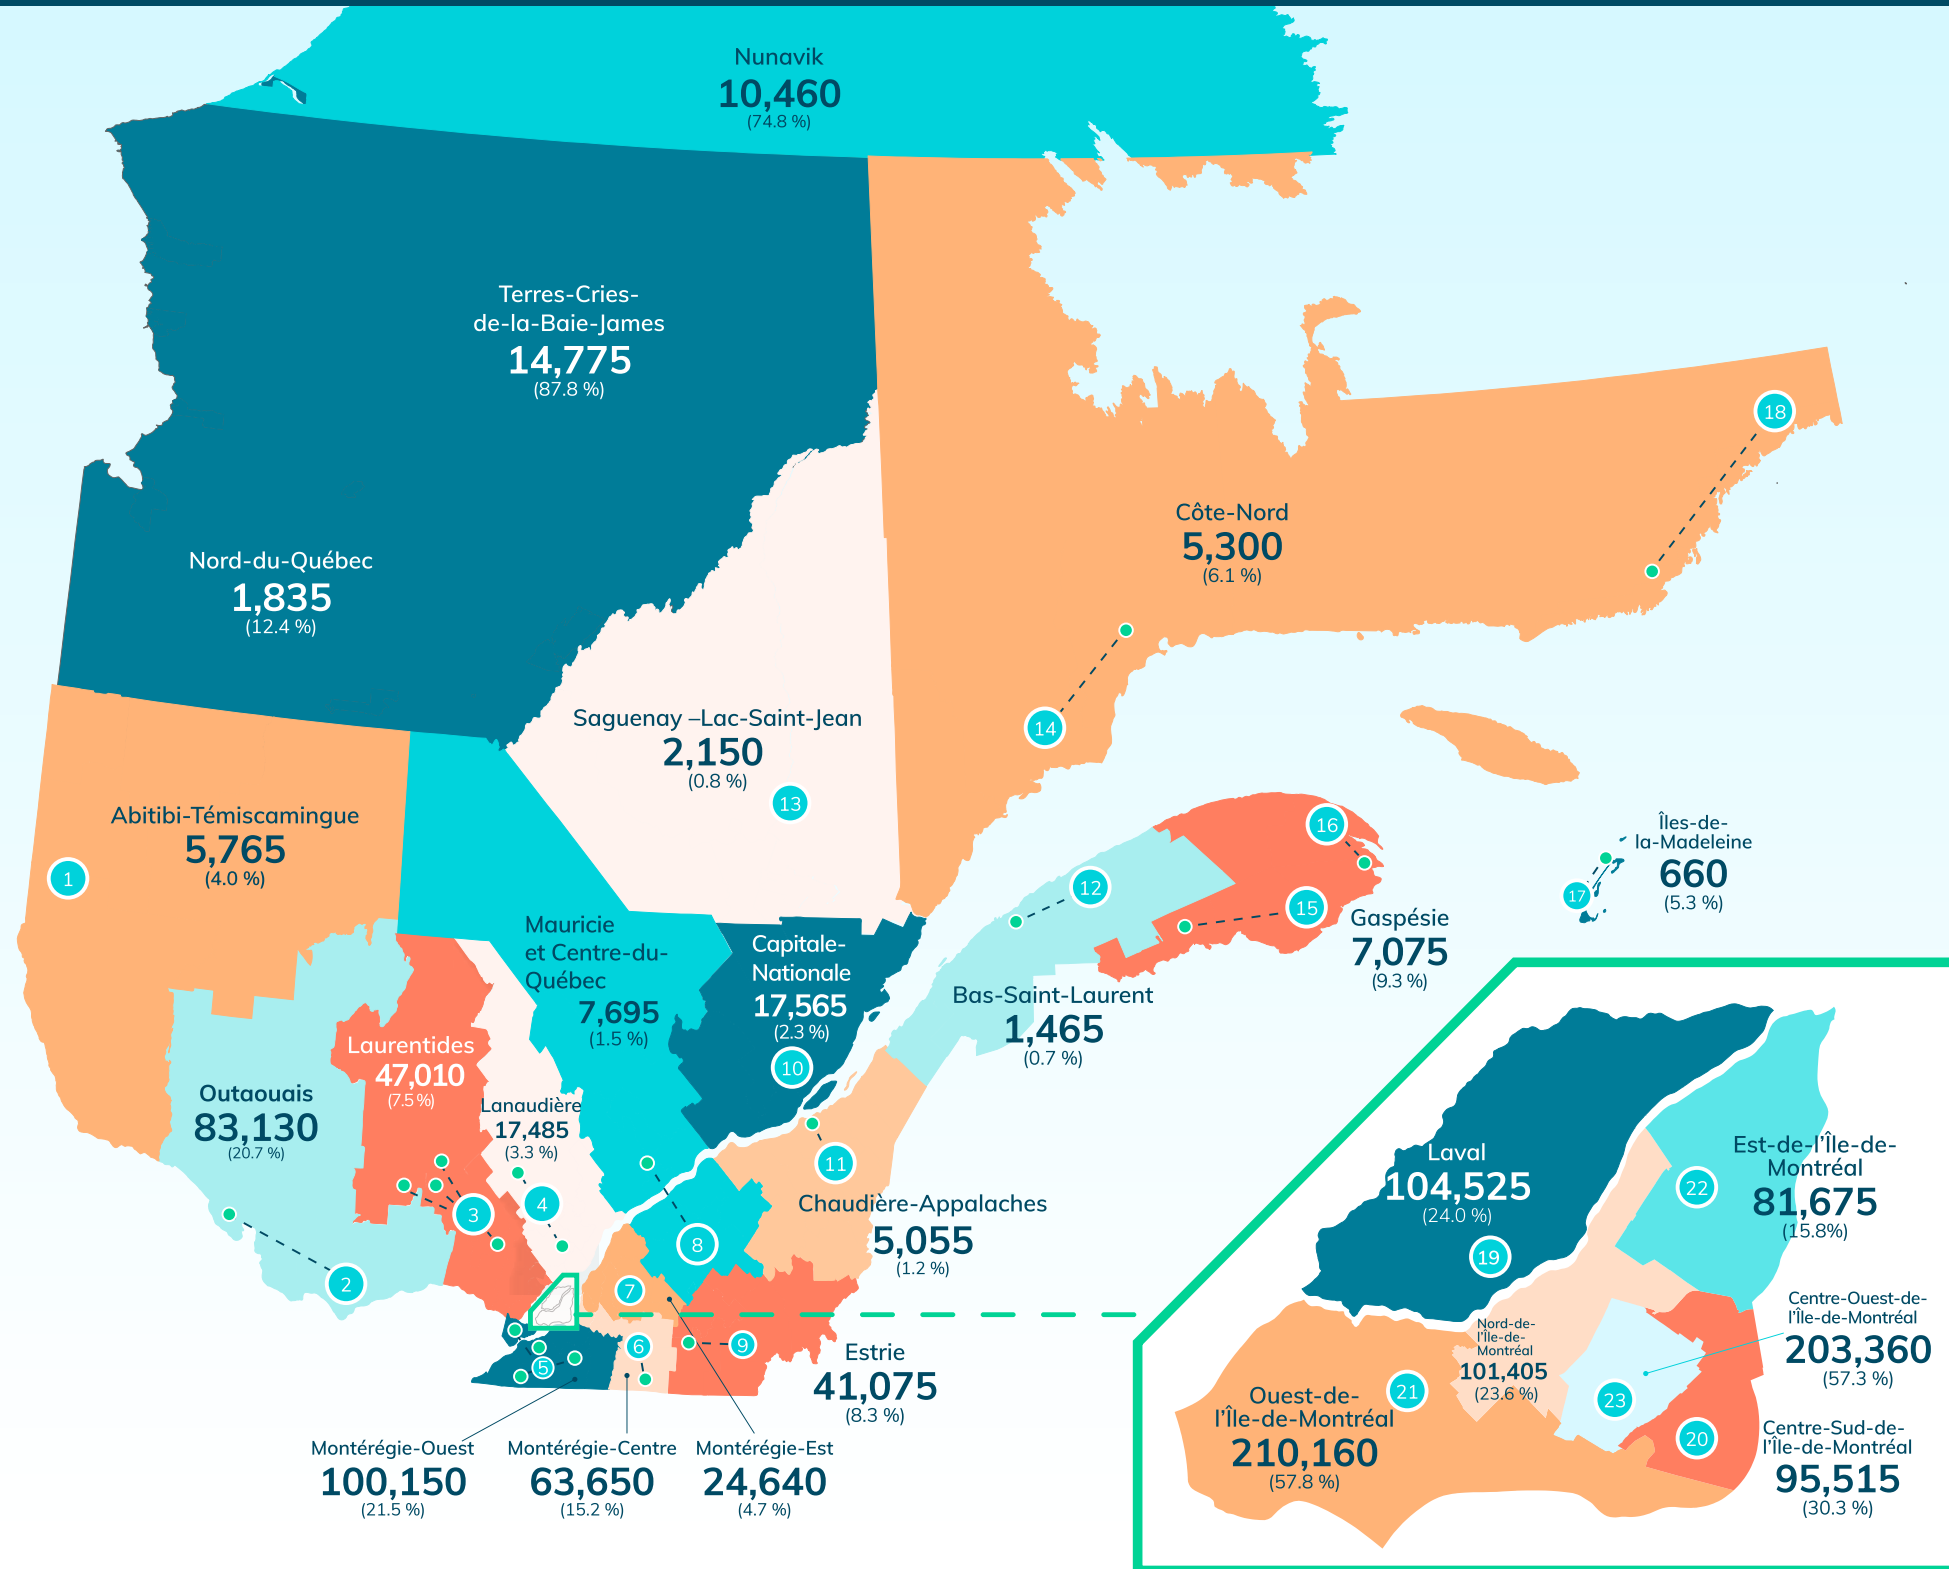 Nunavik
10,460
(74.8 %)
Terres-Cries-
de-la-Baie-James
14,775
(87.8 %)
Nord-du-Québec
1,835
(12.4 %)
Côte-Nord
5,300
(6.1 %)
18
14
Saguenay –Lac-Saint-Jean
2,150
(0.8 %)
13
Abitibi-Témiscamingue
5,765
(4.0 %)
1
Îles-de-
la-Madeleine
660
(5.3 %)
17
16
15
12
Gaspésie
7,075
(9.3 %)
Bas-Saint-Laurent
1,465
(0.7 %)
Mauricie
et Centre-du-
Québec
7,695
(1.5 %)
Capitale-
Nationale
17,565
(2.3 %)
10
Laurentides
47,010
(7.5 %)
Outaouais
83,130
(20.7 %)
Lanaudière
17,485
(3.3 %)
11
Chaudière-Appalaches
5,055
(1.2 %)
2
3
4
8
7
6
9
5
Estrie
41,075
(8.3 %)
Montérégie-Ouest
100,150
(21.5 %)
Montérégie-Centre
63,650
(15.2 %)
Montérégie-Est
24,640
(4.7 %)
Laval
104,525
(24.0 %)
19
Est-de-l’Île-de-
Montréal
81,675
(15.8%)
22
Centre-Ouest-de-
l’Île-de-Montréal
203,360
(57.3 %)
23
Nord-de-
l’Île-de-
Montréal
101,405
(23.6 %)
Ouest-de-
l’Île-de-Montréal
210,160
(57.8 %)
21
Centre-Sud-de-
l’Île-de-Montréal
95,515
(30.3 %)
20